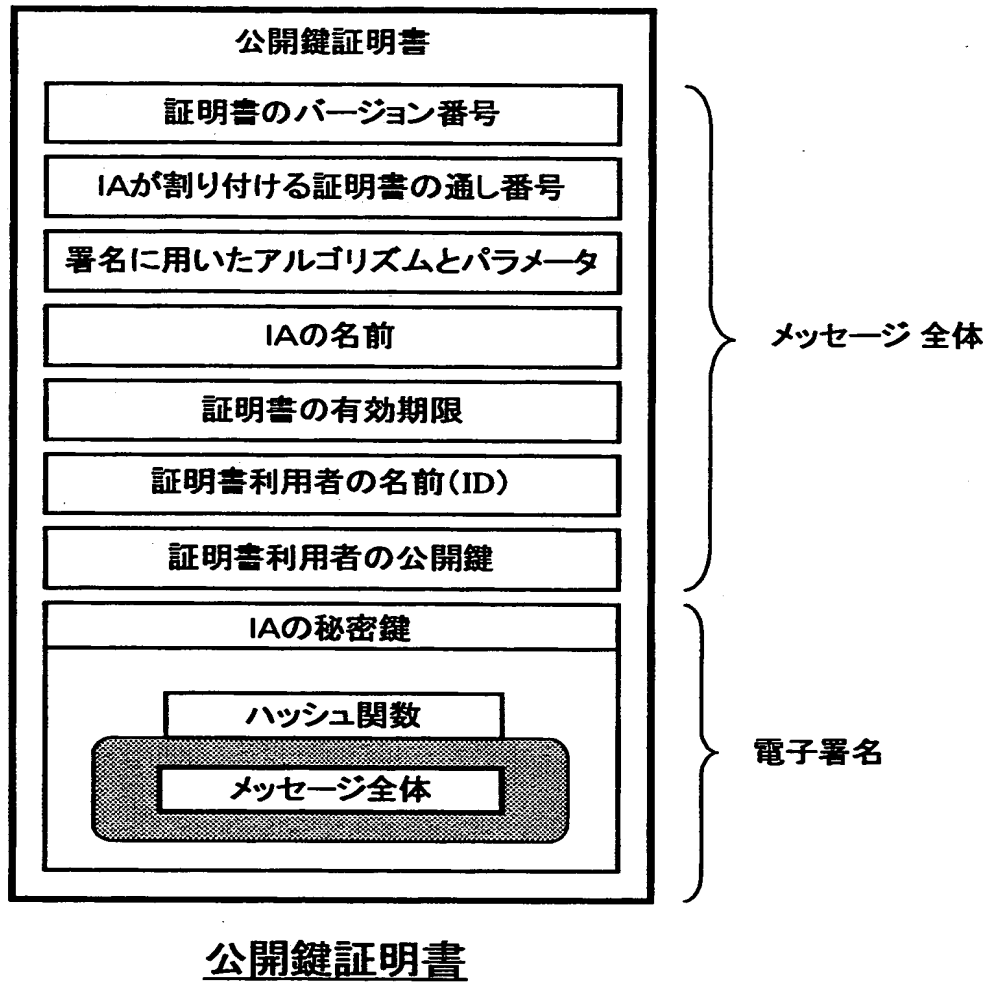 公開鍵証明書
証明書のバージョン番号
IAが割り付ける証明書の通し番号
署名に用いたアルゴリズムとパラメータ
IAの名前
証明書の有効期限
証明書利用者の名前(ID)
証明書利用者の公開鍵
メッセージ 全体
IAの秘密鍵
ハッシュ関数
メッセージ全体
電子署名
公開鍵証明書